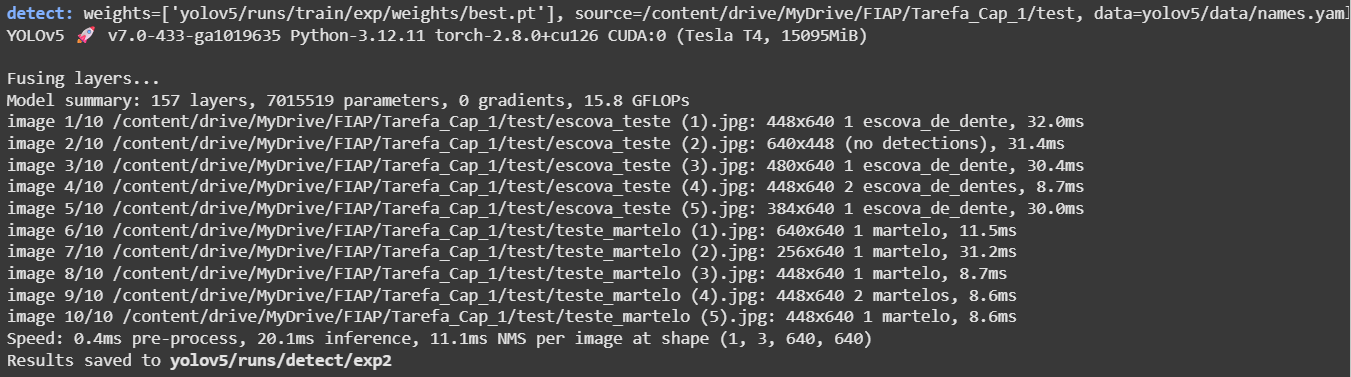 detect: weights=['yolov5/runs/train/exp/weights/best.pt'], source=/content/drive/MyDrive/FIAP/Tarefa_Cap_1/test, data=yolov5/data/names.yaml
YOLOv5 🚀 v7.0-433-ga1019635 Python-3.12.11 torch-2.8.0+cu126 CUDA:0 (Tesla T4, 15095MiB)
Fusing layers...
Model summary: 157 layers, 7015519 parameters, 0 gradients, 15.8 GFLOPs
image 1/10 /content/drive/MyDrive/FIAP/Tarefa_Cap_1/test/escova_teste (1).jpg: 448x640 1 escova_de_dente, 32.0ms
image 2/10 /content/drive/MyDrive/FIAP/Tarefa_Cap_1/test/escova_teste (2).jpg: 640x448 (no detections), 31.4ms
image 3/10 /content/drive/MyDrive/FIAP/Tarefa_Cap_1/test/escova_teste (3).jpg: 480x640 1 escova_de_dente, 30.4ms
image 4/10 /content/drive/MyDrive/FIAP/Tarefa_Cap_1/test/escova_teste (4).jpg: 448x640 2 escova_de_dentes, 8.7ms
image 5/10 /content/drive/MyDrive/FIAP/Tarefa_Cap_1/test/escova_teste (5).jpg: 384x640 1 escova_de_dente, 30.0ms
image 6/10 /content/drive/MyDrive/FIAP/Tarefa_Cap_1/test/teste_martelo (1).jpg: 640x640 1 martelo, 11.5ms
image 7/10 /content/drive/MyDrive/FIAP/Tarefa_Cap_1/test/teste_martelo (2).jpg: 256x640 1 martelo, 31.2ms
image 8/10 /content/drive/MyDrive/FIAP/Tarefa_Cap_1/test/teste_martelo (3).jpg: 448x640 1 martelo, 8.7ms
image 9/10 /content/drive/MyDrive/FIAP/Tarefa_Cap_1/test/teste_martelo (4).jpg: 448x640 2 martelos, 8.6ms
image 10/10 /content/drive/MyDrive/FIAP/Tarefa_Cap_1/test/teste_martelo (5).jpg: 448x640 1 martelo, 8.6ms
Speed: 0.4ms pre-process, 20.1ms inference, 11.1ms NMS per image at shape (1, 3, 640, 640)
Results saved to yolov5/runs/detect/exp2